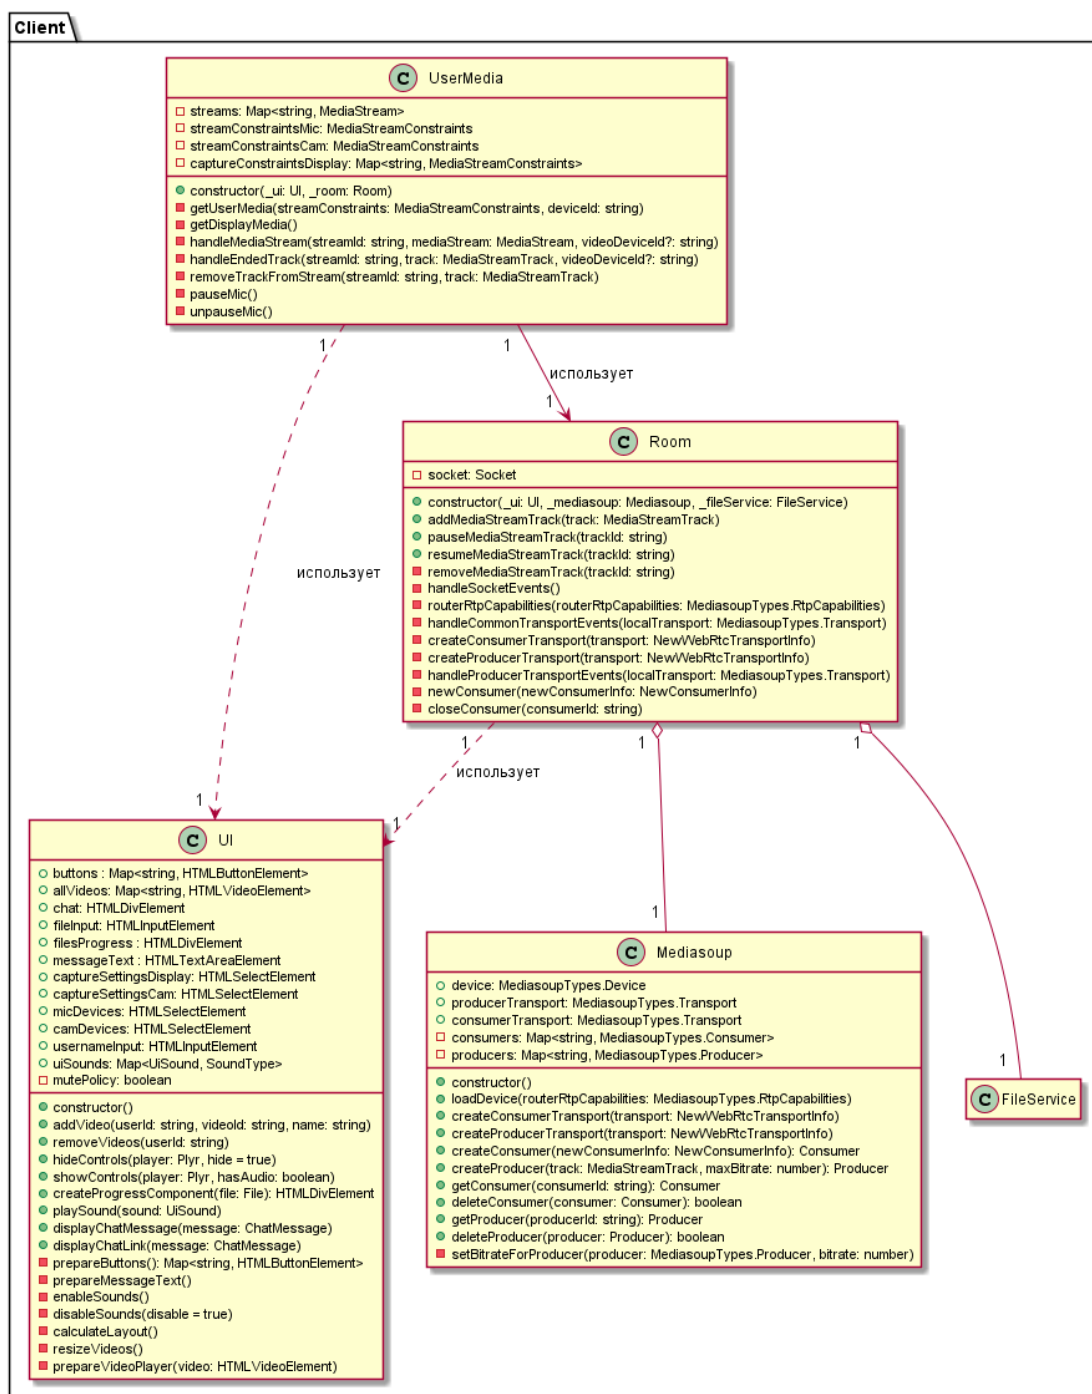 Client
C UserMedia
streams: Map<string, MediaStream>
streamConstraintsMic: MediaStreamConstraints
streamConstraintsCam: MediaStreamConstraints
captureConstraintsDisplay: Map<string, MediaStreamConstraints>
constructor(_ui: UI, _room: Room)
getUserMedia(streamConstraints: MediaStreamConstraints, deviceId: string)
getDisplayMedia()
handleMediaStream(streamId: string, mediaStream: MediaStream, videoDeviceId?: string)
handleEndedTrack(streamId: string, track: MediaStreamTrack, videoDeviceId?: string)
removeTrackFromStream(streamId: string, track: MediaStreamTrack)
pauseMic()
unpauseMic()
1
1
использует
1
C Room
socket: Socket
constructor(_ui: UI, _mediasoup: Mediasoup, _fileService: FileService)
addMediaStreamTrack(track: MediaStreamTrack)
pauseMediaStreamTrack(trackId: string)
resumeMediaStreamTrack(trackId: string)
removeMediaStreamTrack(trackId: string)
handleSocketEvents()
routerRtpCapabilities(routerRtpCapabilities: MediasoupTypes.RtpCapabilities)
handleCommonTransportEvents(localTransport: MediasoupTypes.Transport)
createConsumerTransport(transport: NewWebRtcTransportInfo)
createProducerTransport(transport: NewWebRtcTransportInfo)
handleProducerTransportEvents(localTransport: MediasoupTypes.Transport)
newConsumer(newConsumerInfo: NewConsumerInfo)
closeConsumer(consumerId: string)
использует
1
1
1
использует
1
1
C UI
buttons : Map<string, HTMLButtonElement>
allVideos: Map<string, HTMLVideoElement>
chat: HTMLDivElement
fileInput: HTMLInputElement
filesProgress : HTMLDivElement
messageText : HTMLTextAreaElement
captureSettingsDisplay: HTMLSelectElement
captureSettingsCam: HTMLSelectElement
micDevices: HTMLSelectElement
camDevices: HTMLSelectElement
usernameInput: HTMLInputElement
uiSounds: Map<UiSound, SoundType>
mutePolicy: boolean
constructor()
addVideo(userId: string, videoId: string, name: string)
removeVideos(userId: string)
hideControls(player: Plyr, hide = true)
showControls(player: Plyr, hasAudio: boolean)
createProgressComponent(file: File): HTMLDivElement
playSound(sound: UiSound)
displayChatMessage(message: ChatMessage)
displayChatLink(message: ChatMessage)
prepareButtons(): Map<string, HTMLButtonElement>
prepareMessageText()
enableSounds()
disableSounds(disable = true)
calculateLayout()
resizeVideos()
prepareVideoPlayer(video: HTMLVideoElement)
1
C Mediasoup
device: MediasoupTypes.Device
producerTransport: MediasoupTypes.Transport
consumerTransport: MediasoupTypes.Transport
consumers: Map<string, MediasoupTypes.Consumer>
producers: Map<string, MediasoupTypes.Producer>
constructor()
loadDevice(routerRtpCapabilities: MediasoupTypes.RtpCapabilities)
createConsumerTransport(transport: NewWebRtcTransportInfo)
createProducerTransport(transport: NewWebRtcTransportInfo)
createConsumer(newConsumerInfo: NewConsumerInfo): Consumer
createProducer(track: MediaStreamTrack, maxBitrate: number): Producer
getConsumer(consumerId: string): Consumer
deleteConsumer(consumer: Consumer): boolean
getProducer(producerId: string): Producer
deleteProducer(producer: Producer): boolean
setBitrateForProducer(producer: MediasoupTypes.Producer, bitrate: number)
1
C FileService